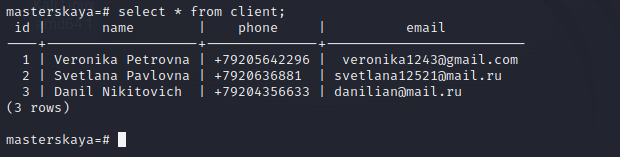 masterskaya=# select * from client;
 id |       name        |    phone     |          email
----+-------------------+--------------+-------------------------
  1 | Veronika Petrovna | +79205642296 |  veronika1243@gmail.com
  2 | Svetlana Pavlovna | +7920636881  | svetlana12521@mail.ru
  3 | Danil Nikitovich  | +79204356633 | danilian@mail.ru
(3 rows)
masterskaya=#